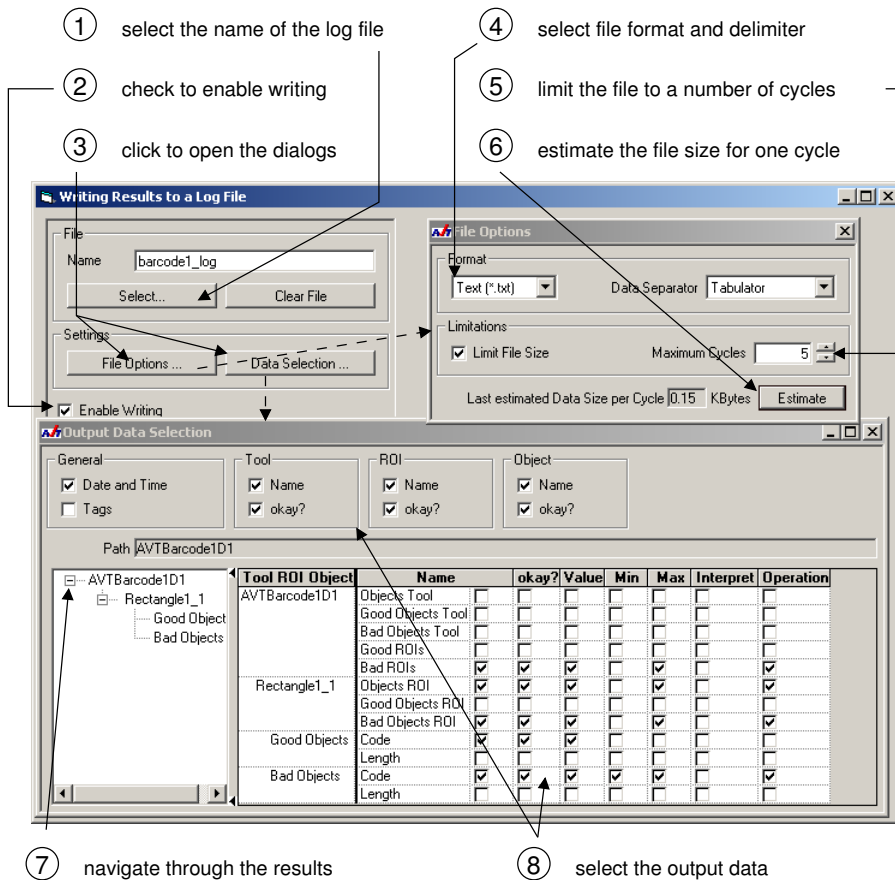 1 select the name of the log file
4 select file format and delimiter
2 check to enable writing
5 limit the file to a number of cycles
3 click to open the dialogs
6 estimate the file size for one cycle
Writing Results to a Log File
File
Name barcode1_log
Select... Clear File
Settings
File Options ... Data Selection ...
Enable Writing
File Options
Format
Text (*.txt) Data Separator Tabulator
Limitations
Limit File Size Maximum Cycles 5
Last estimated Data Size per Cycle 0.15 KBytes Estimate
Output Data Selection
General Tool ROI Object
Date and Time Name Name Name
Tags okay? okay? okay?
Path AVTBarcode1D1
AVTBarcode1D1
Rectangle1_1
Good Object
Bad Objects
Tool ROI Object Name okay? Value Min Max Interpret Operation
AVTBarcode1D1 Objects Tool
Good Objects Tool
Bad Objects Tool
Good ROIs
Bad ROIs
Rectangle1_1 Objects ROI
Good Objects ROI
Bad Objects ROI
Good Objects Code
Length
Bad Objects Code
Length
7 navigate through the results
8 select the output data